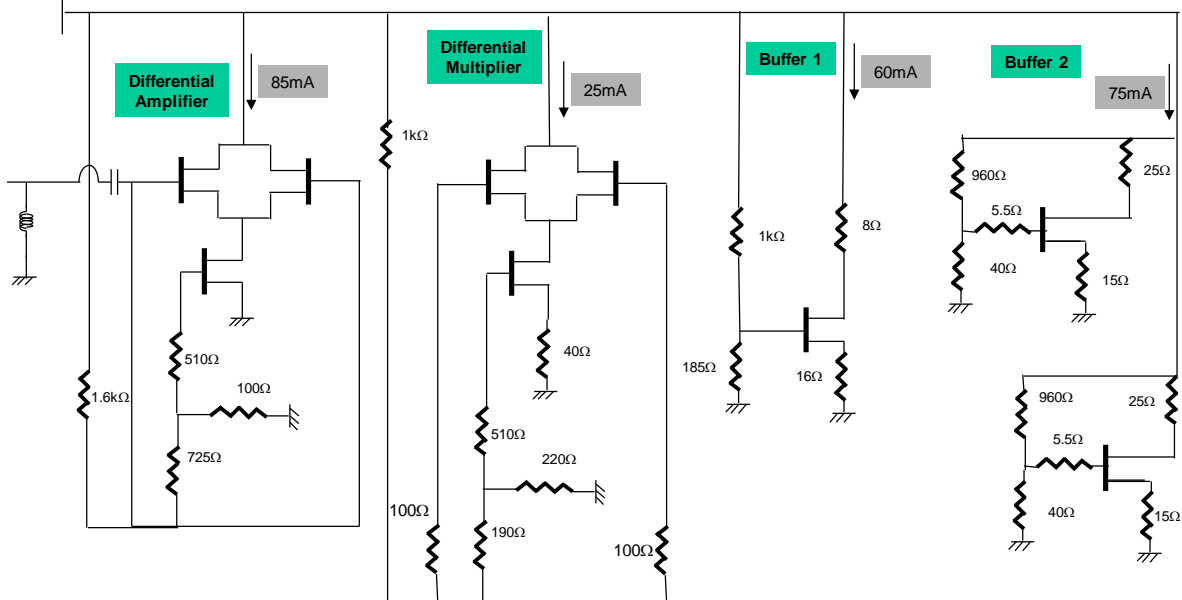 Differential
Amplifier
85mA
Differential
Multiplier
25mA
Buffer 1
60mA
Buffer 2
75mA
1kΩ
960Ω
25Ω
5.5Ω
40Ω
15Ω
1kΩ
8Ω
510Ω
40Ω
185Ω
16Ω
1.6kΩ
100Ω
725Ω
510Ω
220Ω
190Ω
100Ω
100Ω
960Ω
25Ω
5.5Ω
40Ω
15Ω